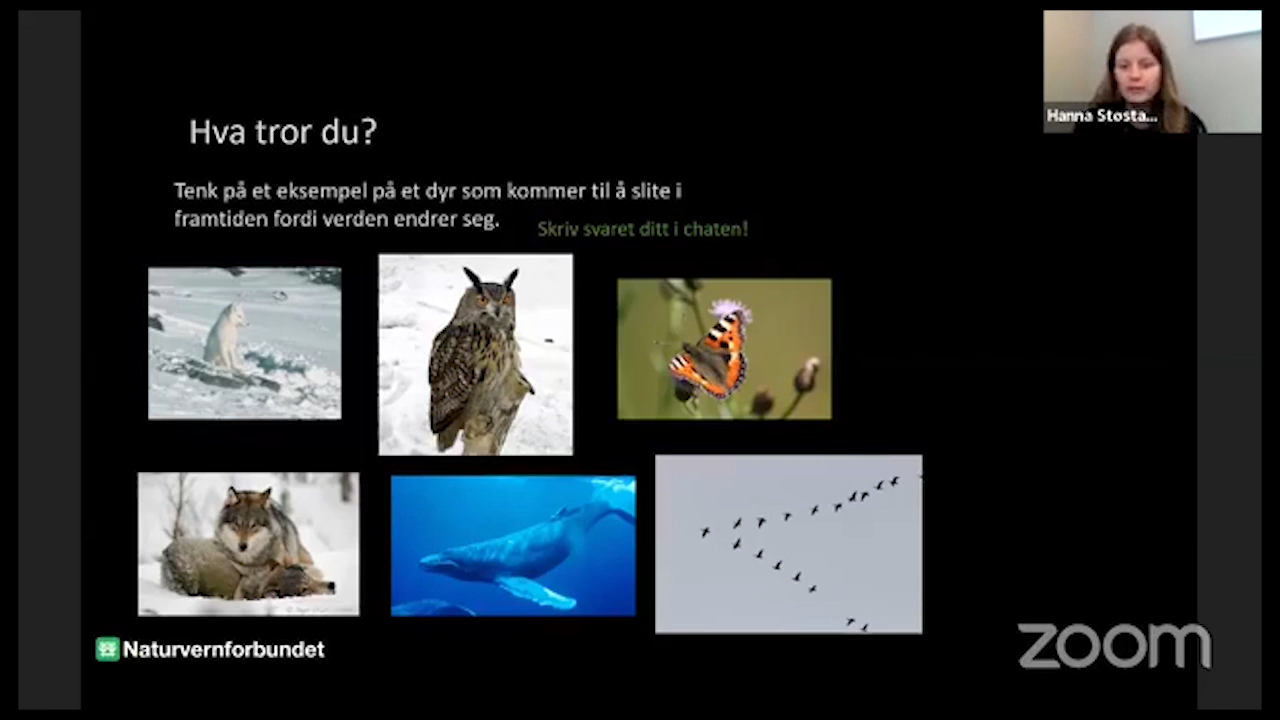 Hanna Støsta...
Hva tror du?
Tenk på et eksempel på et dyr som kommer til å slite i
framtiden fordi verden endrer seg.
Skriv svaret ditt i chaten!
Naturvernforbundet
zoom